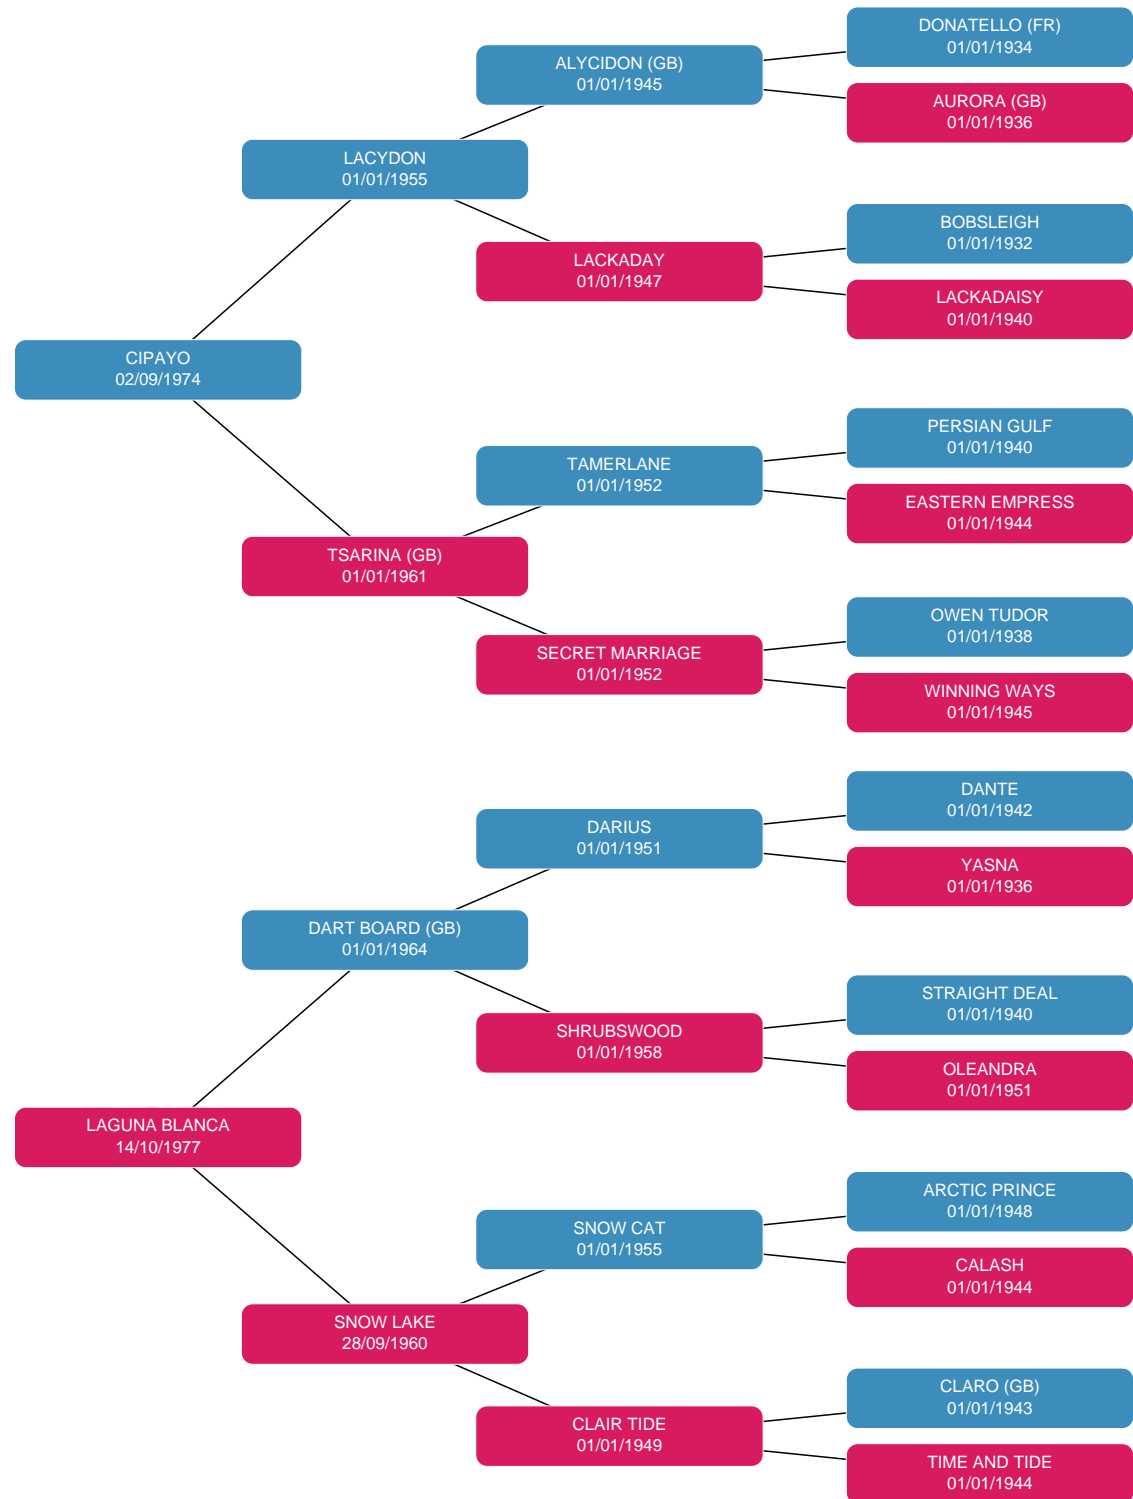 DONATELLO (FR)
01/01/1934
ALYCIDON (GB)
01/01/1945
AURORA (GB)
01/01/1936
LACYDON
01/01/1955
BOBSLEIGH
01/01/1932
LACKADAY
01/01/1947
LACKADAISY
01/01/1940
CIPAYO
02/09/1974
PERSIAN GULF
01/01/1940
TAMERLANE
01/01/1952
EASTERN EMPRESS
01/01/1944
TSARINA (GB)
01/01/1961
OWEN TUDOR
01/01/1938
SECRET MARRIAGE
01/01/1952
WINNING WAYS
01/01/1945
DANTE
01/01/1942
DARIUS
01/01/1951
YASNA
01/01/1936
DART BOARD (GB)
01/01/1964
STRAIGHT DEAL
01/01/1940
SHRUBSWOOD
01/01/1958
OLEANDRA
01/01/1951
LAGUNA BLANCA
14/10/1977
ARCTIC PRINCE
01/01/1948
SNOW CAT
01/01/1955
CALASH
01/01/1944
SNOW LAKE
28/09/1960
CLARO (GB)
01/01/1943
CLAIR TIDE
01/01/1949
TIME AND TIDE
01/01/1944